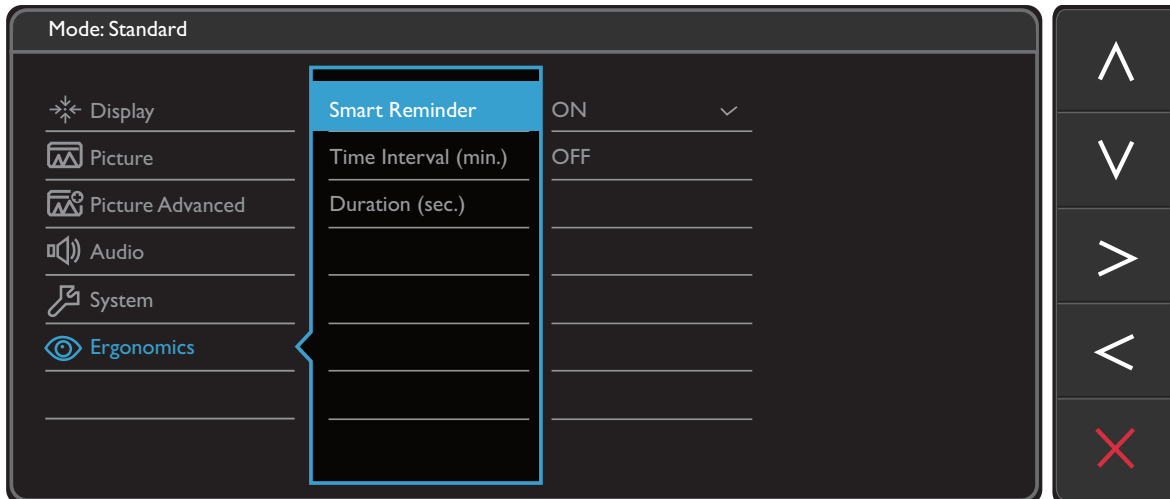 Mode: Standard
Display
Picture
Picture Advanced
Audio
System
Ergonomics
Smart Reminder
Time Interval (min.)
Duration (sec.)
ON
OFF